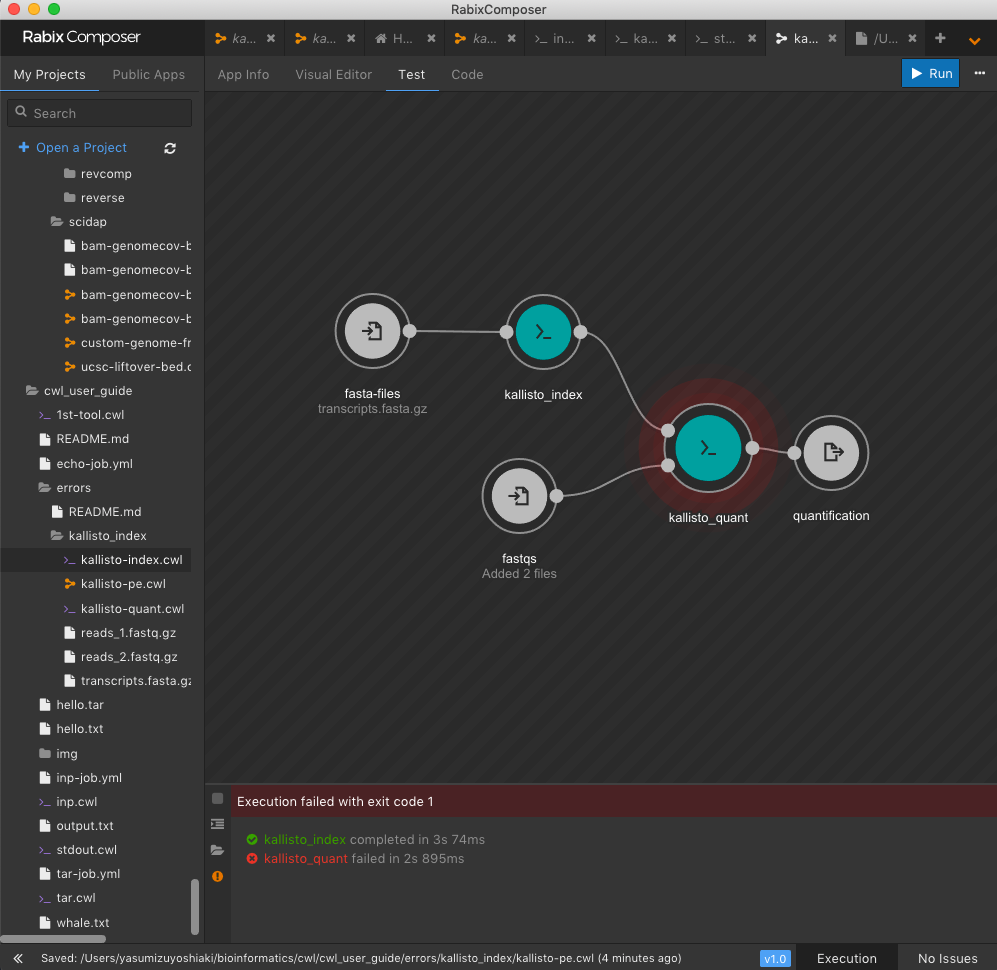 RabixComposer
Rabix Composer
ka...
ka...
H...
ka...
in...
ka...
st...
ka...
/U...
My Projects
Public Apps
App Info
Visual Editor
Test
Code
Run
Search
Open a Project
revcomp
reverse
scidap
bam-genomecov-b
bam-genomecov-b
bam-genomecov-b
bam-genomecov-b
custom-genome-fr
ucsc-liftover-bed.c
cwl_user_guide
1st-tool.cwl
README.md
echo-job.yml
errors
README.md
kallisto_index
kallisto-index.cwl
kallisto-pe.cwl
kallisto-quant.cwl
reads_1.fastq.gz
reads_2.fastq.gz
transcripts.fasta.gz
hello.tar
hello.txt
img
inp-job.yml
inp.cwl
output.txt
stdout.cwl
tar-job.yml
tar.cwl
whale.txt
fasta-files
transcripts.fasta.gz
kallisto_index
kallisto_quant
quantification
fastqs
Added 2 files
Execution failed with exit code 1
kallisto_index completed in 3s 74ms
kallisto_quant failed in 2s 895ms
Saved: /Users/yasumizuyoshiaki/bioinformatics/cwl/cwl_user_guide/errors/kallisto_index/kallisto-pe.cwl (4 minutes ago)
v1.0
Execution
No Issues